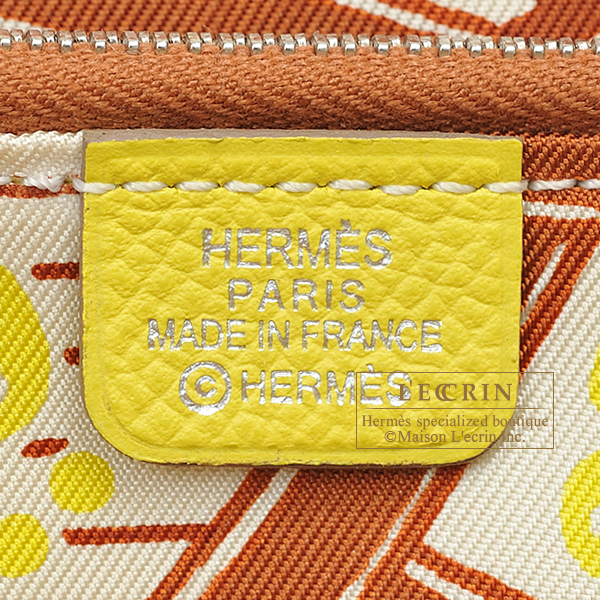 HERMÈS
PARIS
MADE IN FRANCE
©HERMÈS
L'ECRIN
Hermès specialized boutique
©Maison L'ecrin Inc.